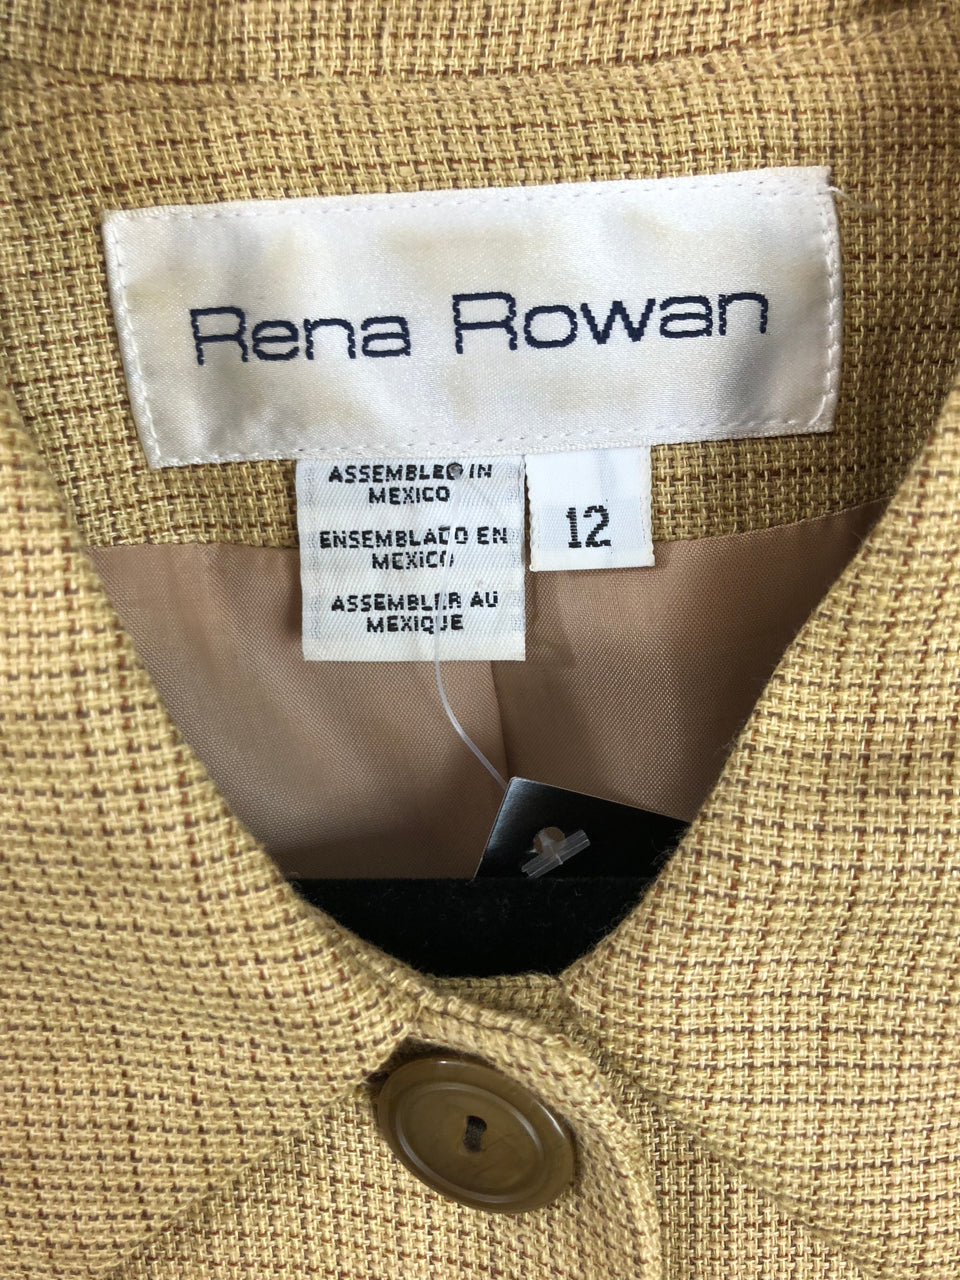 Rena Rowan
ASSEMBLED IN
MEXICO
ENSEMBLADO EN
MEXICO
ASSEMBLER AU
MEXIQUE
12